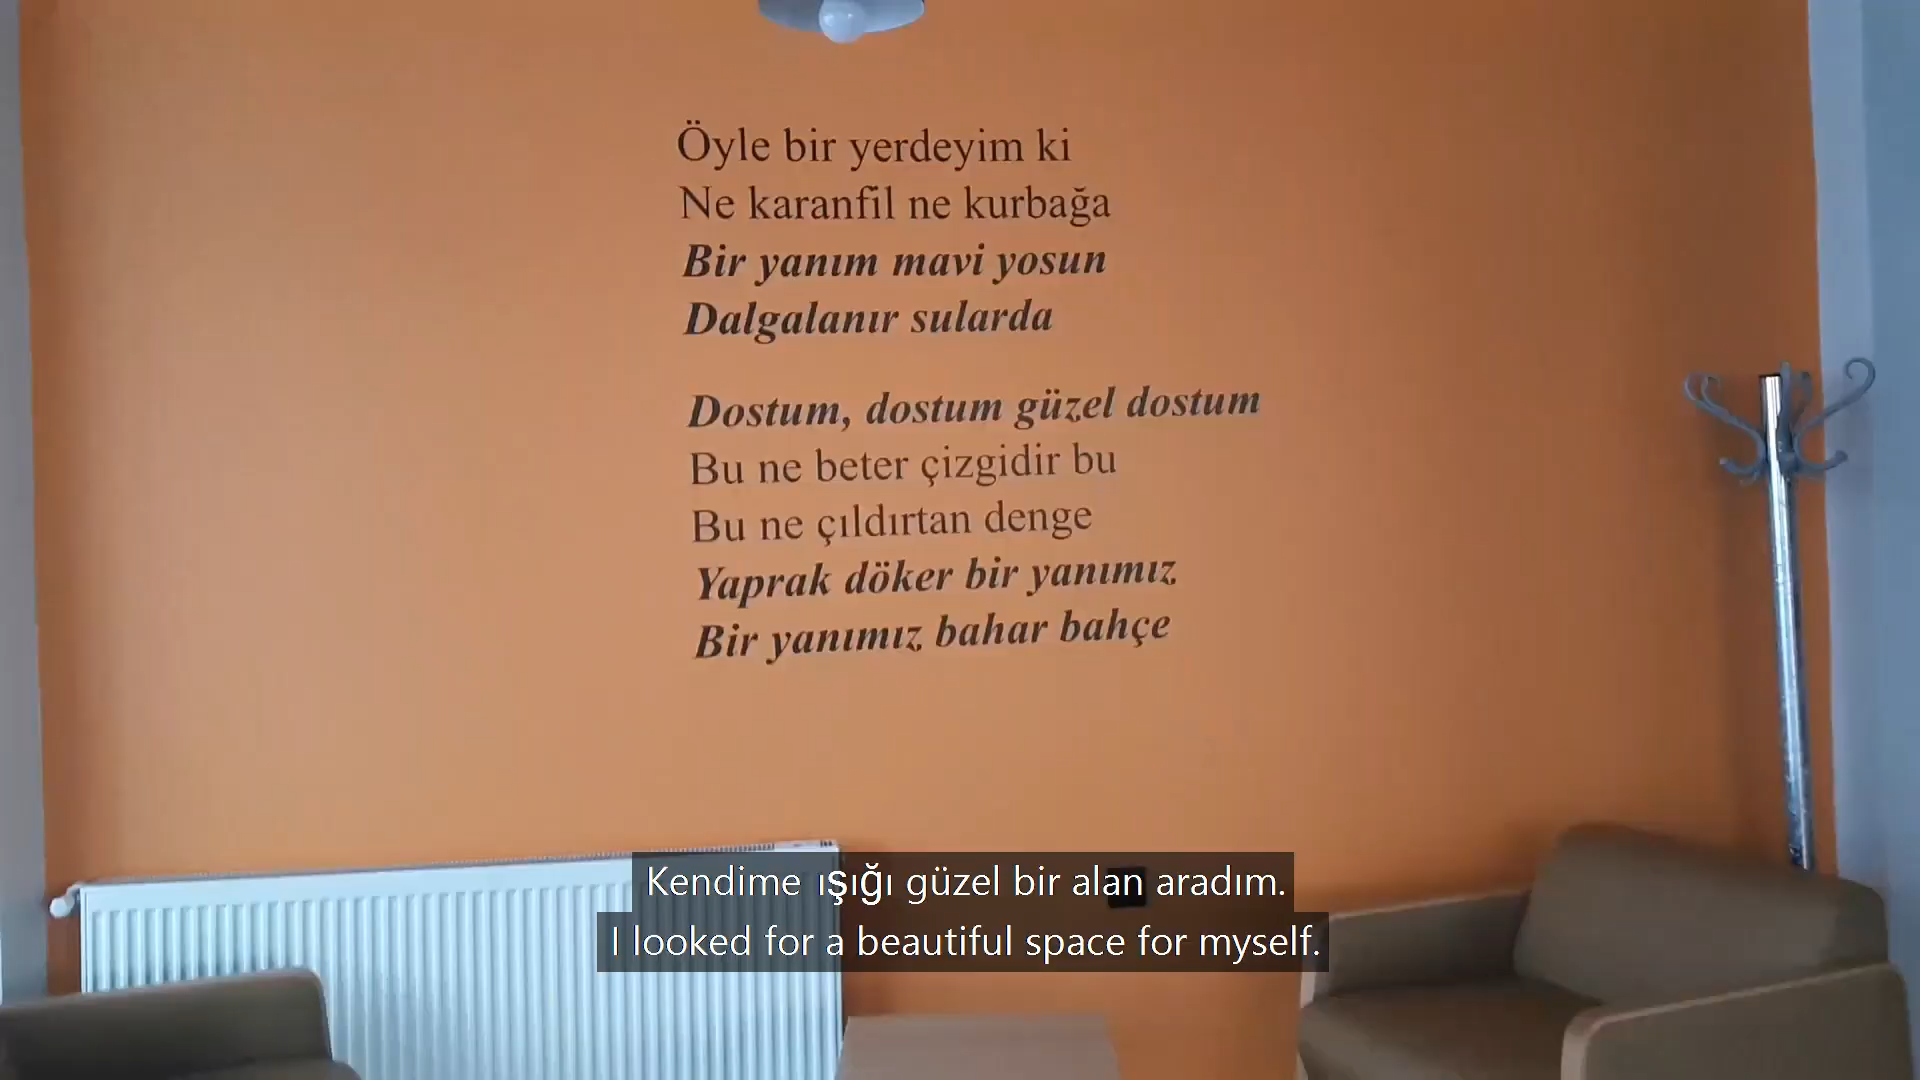 Öyle bir yerdeyim ki
Ne karanfil ne kurbağa
Bir yanım mavi yosun
Dalgalanır sularda
Dostum, dostum güzel dostum
Bu ne beter çizgidir bu
Bu ne çıldırtan denge
Yaprak döker bir yanımız
Bir yanımız bahar bahçe
Kendime ışığı güzel bir alan aradım.
I looked for a beautiful space for myself.